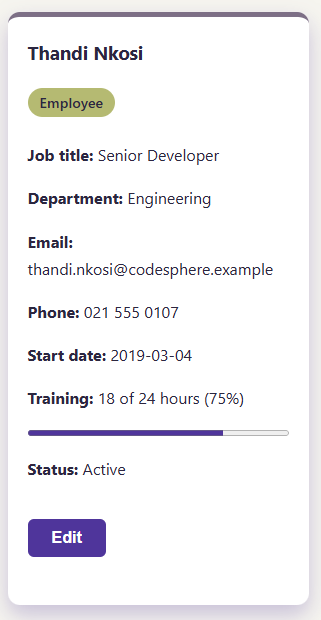 Thandi Nkosi
Employee
Job title: Senior Developer
Department: Engineering
Email:
thandi.nkosi@codesphere.example
Phone: 021 555 0107
Start date: 2019-03-04
Training: 18 of 24 hours (75%)
Status: Active
Edit